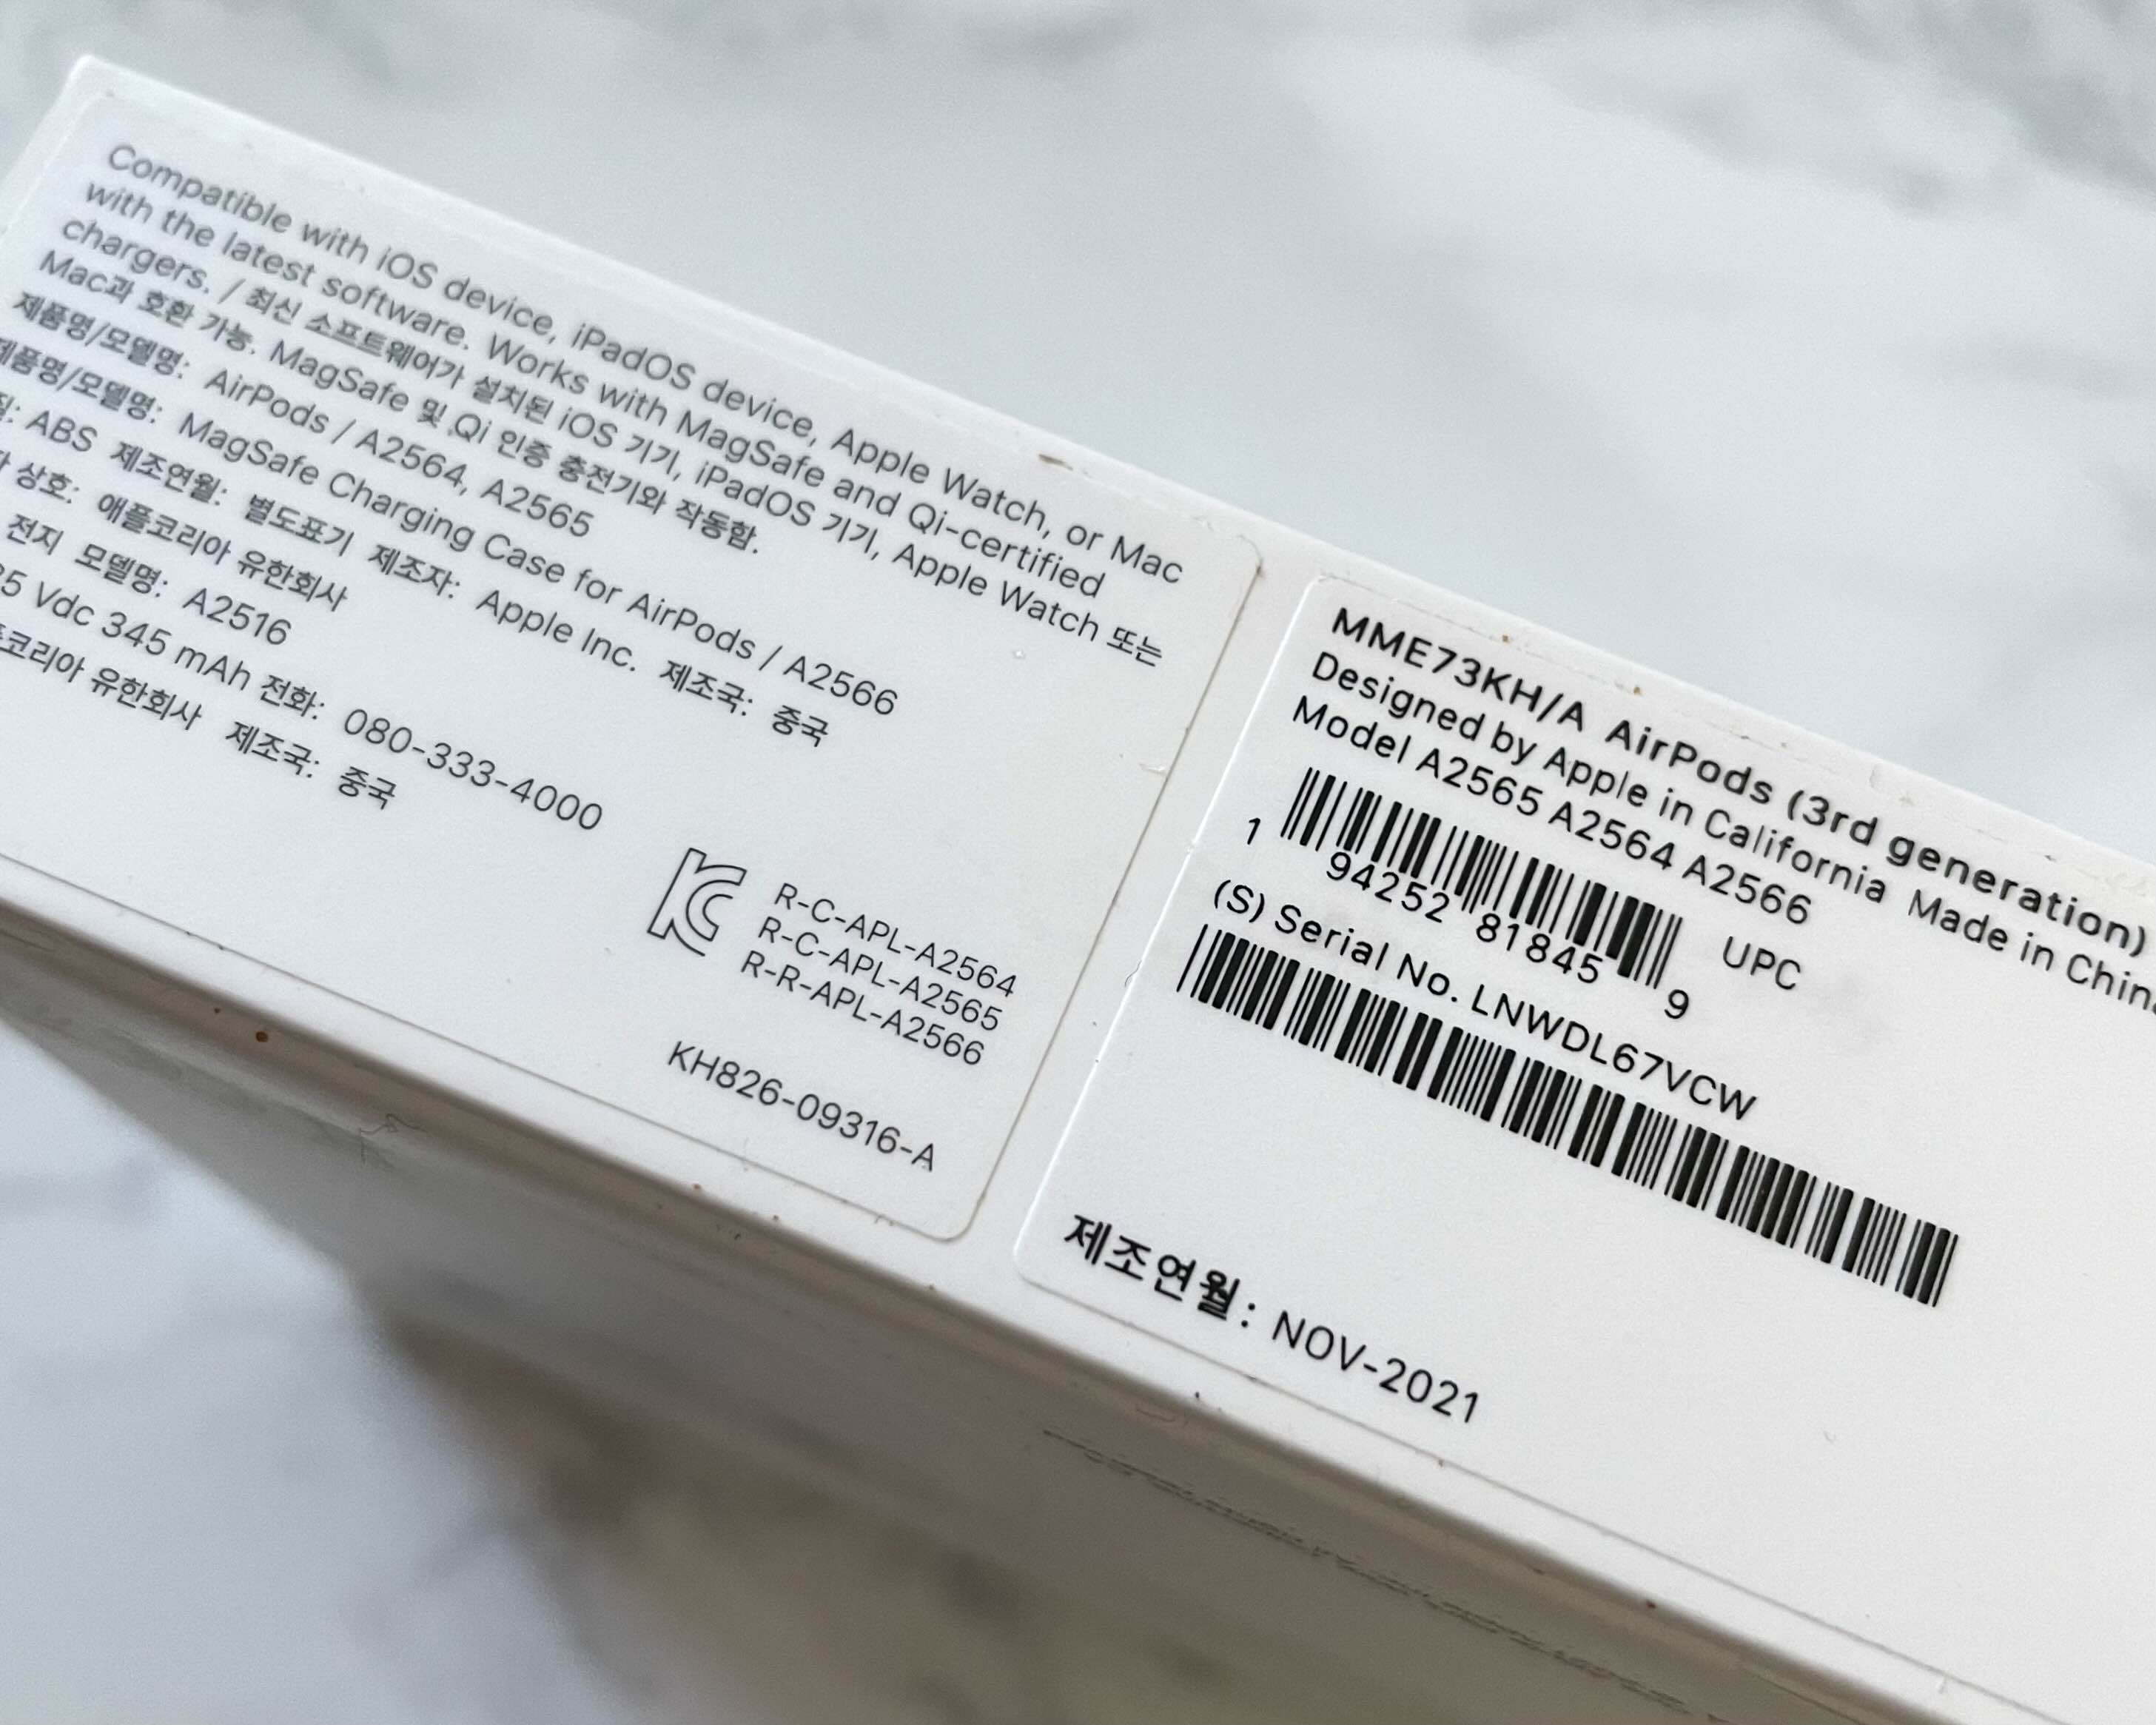 Compatible with iOS device, iPadOS device, Apple Watch, or Mac
with the latest software. Works with MagSafe and Qi-certified
chargers. / 최신 소프트웨어가 설치된 iOS 기기, iPadOS 기기, Apple Watch 또는
Mac과 호환 가능. MagSafe 및 Qi 인증 충전기와 작동함.
제품명/모델명: AirPods / A2564, A2565
제품명/모델명: MagSafe Charging Case for AirPods / A2566
ABS 제조연월: 별도표기 제조자: Apple Inc. 제조국: 중국
상호: 애플코리아 유한회사
전지 모델명: A2516
Vdc 345 mAh 전화: 080-333-4000
유한회사 제조국: 중국
R-C-APL-A2564
R-C-APL-A2565
R-R-APL-A2566
KH826-09316-A
MME73KH/A AirPods (3rd generation)
Designed by Apple in California Made in China
Model A2565 A2564 A2566
1 94252 81845 9 UPC
(S) Serial No. LNWDL67VCW
제조연월: NOV-2021